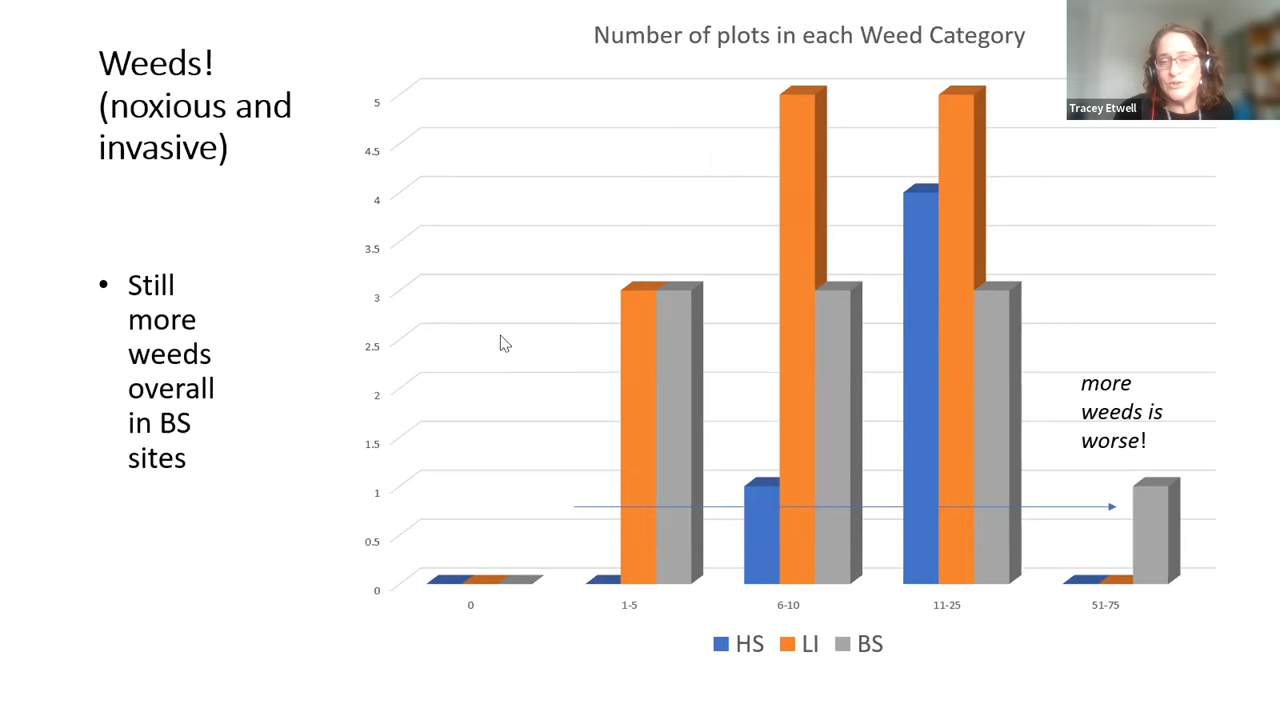 Weeds!
(noxious and
invasive)
• Still
more
weeds
overall
in BS
sites
Number of plots in each Weed Category
5
4.5
4
3.5
3
2.5
2
1.5
1
0.5
0
0
1-5
6-10
11-25
51-75
more
weeds is
worse!
HS LI BS
Tracey Etwell